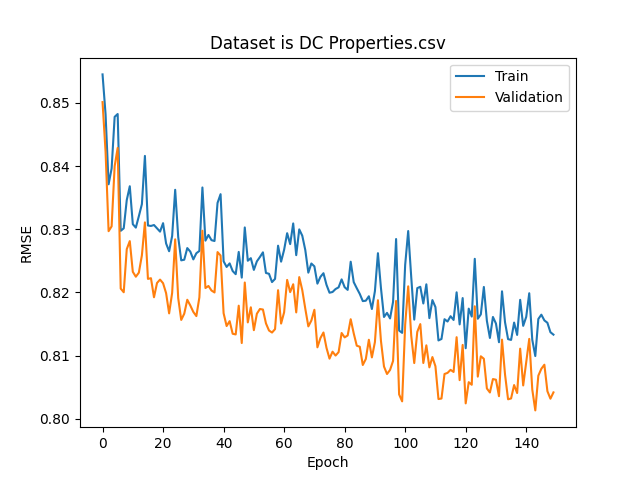 Dataset is DC Properties.csv
Train
Validation
RMSE
0.85
0.84
0.83
0.82
0.81
0.80
0 20 40 60 80 100 120 140
Epoch